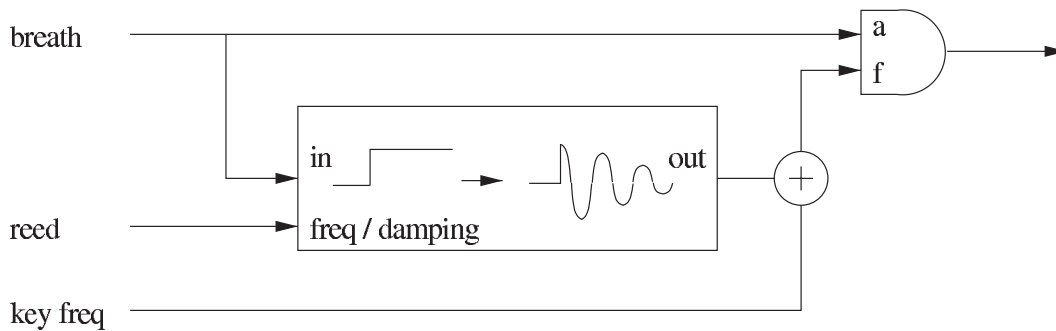 breath
a
f
in
out
reed
freq / damping
+
key freq